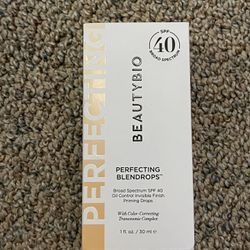 PERFECTING
SPF
40
BROAD SPECTRUM
BEAUTYBIO
PERFECTING
BLENDROPS™
Broad Spectrum SPF 40
Oil Control Invisible Finish
Priming Drops
With Color-Correcting
Transonomic Complex
1 fl. oz. / 30 ml e